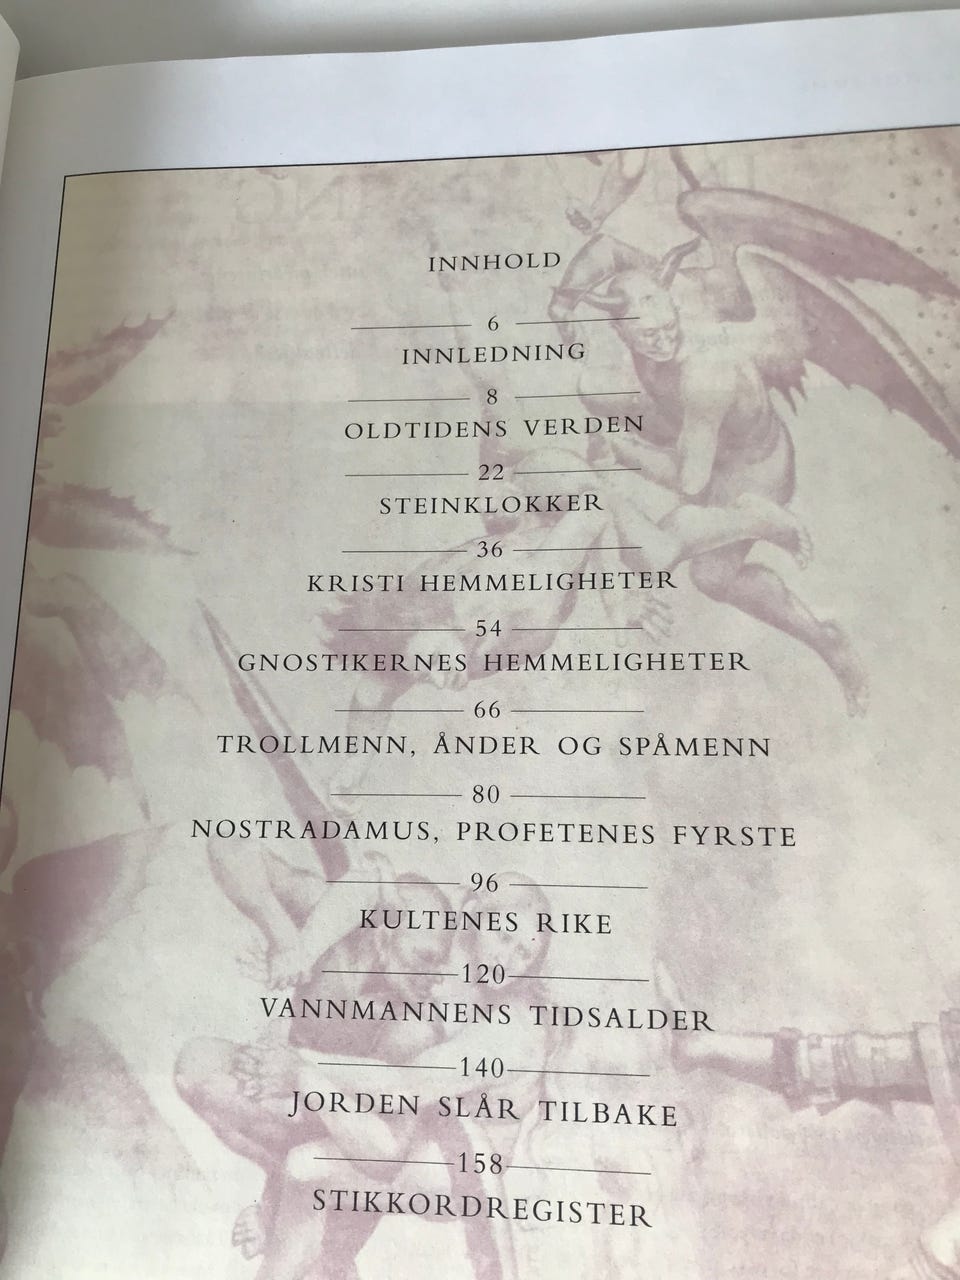 INNHOLD
6
INNLEDNING
8
OLDTIDENS VERDEN
22
STEINKLOKKER
36
KRISTI HEMMELIGHETER
54
GNOSTIKERNES HEMMELIGHETER
66
TROLLMENN, ÅNDER OG SPÅMENN
80
NOSTRADAMUS, PROFETENES FYRSTE
96
KULTENES RIKE
120
VANNMANNENS TIDSALDER
140
JORDEN SLÅR TILBAKE
158
STIKKORDREGISTER